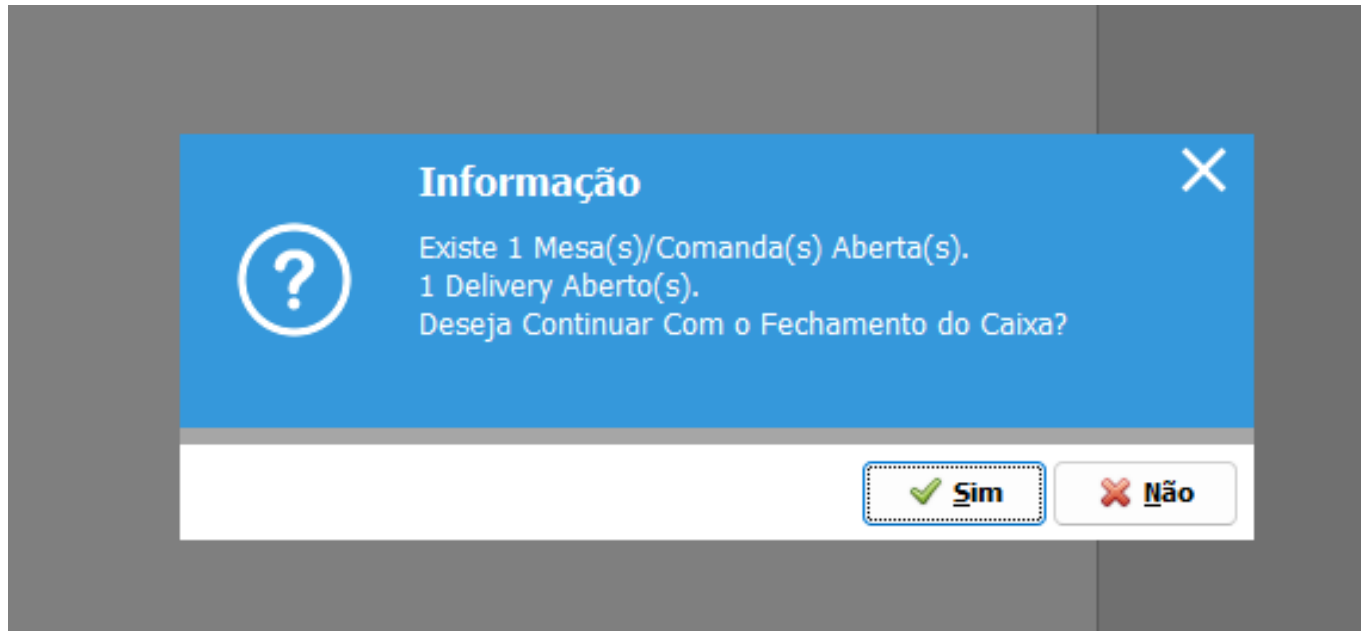 Informação
Existe 1 Mesa(s)/Comanda(s) Aberta(s).
1 Delivery Aberto(s).
Deseja Continuar Com o Fechamento do Caixa?
Sim
Não